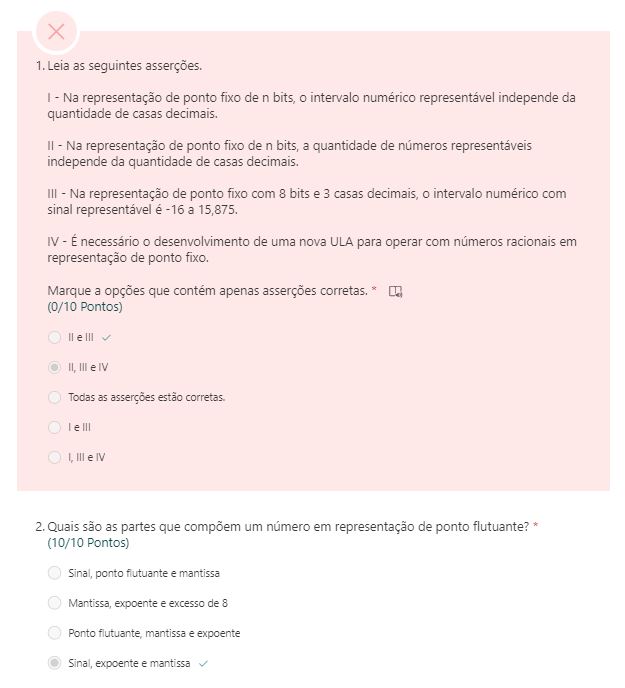 1. Leia as seguintes asserções.
I - Na representação de ponto fixo de n bits, o intervalo numérico representável independe da
quantidade de casas decimais.
II - Na representação de ponto fixo de n bits, a quantidade de números representáveis
independe da quantidade de casas decimais.
III - Na representação de ponto fixo com 8 bits e 3 casas decimais, o intervalo numérico com
sinal representável é -16 a 15,875.
IV - É necessário o desenvolvimento de uma nova ULA para operar com números racionais em
representação de ponto fixo.
Marque a opções que contém apenas asserções corretas. *
(0/10 Pontos)
II e III
II, III e IV
Todas as asserções estão corretas.
I e III
I, III e IV
2. Quais são as partes que compõem um número em representação de ponto flutuante? *
(10/10 Pontos)
Sinal, ponto flutuante e mantissa
Mantissa, expoente e excesso de 8
Ponto flutuante, mantissa e expoente
Sinal, expoente e mantissa